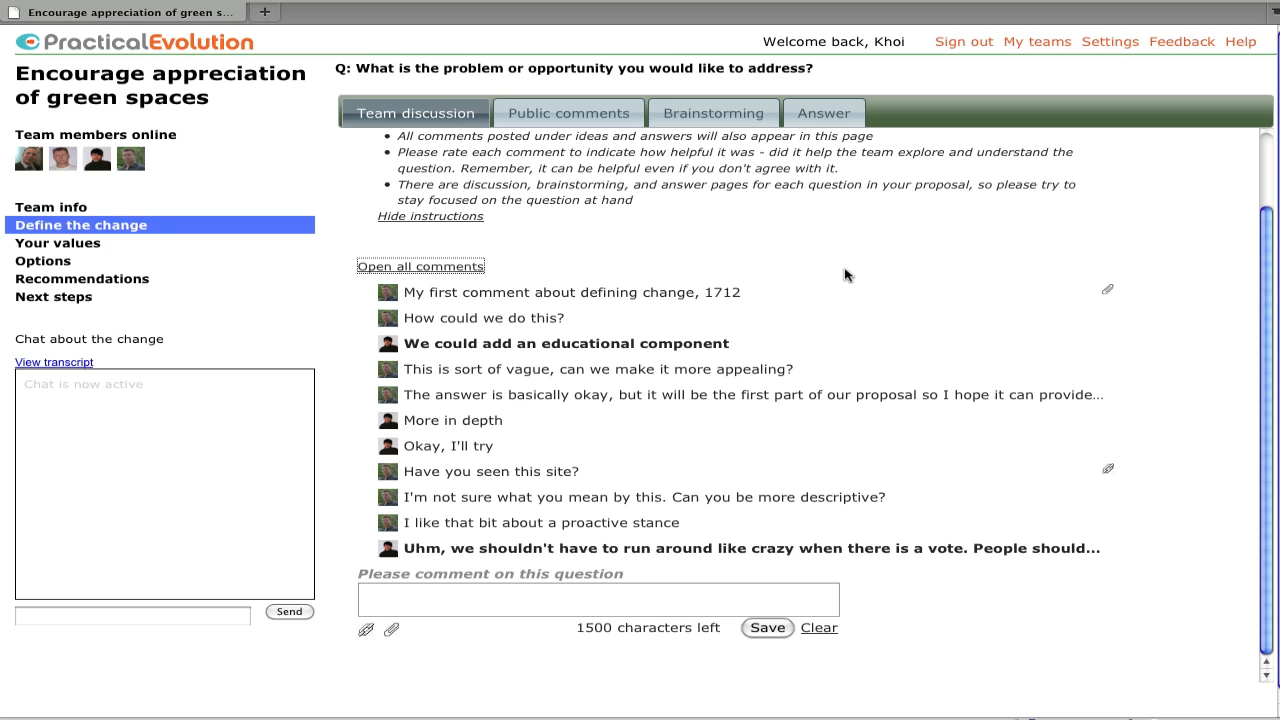 Encourage appreciation of green s...
+
PracticalEvolution
Welcome back, Khoi
Sign out My teams Settings Feedback Help
Encourage appreciation
of green spaces
Team members online
Team info
Define the change
Your values
Options
Recommendations
Next steps
Chat about the change
View transcript
Chat is now active
Send
Q: What is the problem or opportunity you would like to address?
Team discussion Public comments Brainstorming Answer
• All comments posted under ideas and answers will also appear in this page
• Please rate each comment to indicate how helpful it was - did it help the team explore and understand the
question. Remember, it can be helpful even if you don't agree with it.
• There are discussion, brainstorming, and answer pages for each question in your proposal, so please try to
stay focused on the question at hand
Hide instructions
Open all comments
My first comment about defining change, 1712
How could we do this?
We could add an educational component
This is sort of vague, can we make it more appealing?
The answer is basically okay, but it will be the first part of our proposal so I hope it can provide...
More in depth
Okay, I'll try
Have you seen this site?
I'm not sure what you mean by this. Can you be more descriptive?
I like that bit about a proactive stance
Uhm, we shouldn't have to run around like crazy when there is a vote. People should...
Please comment on this question
1500 characters left Save Clear